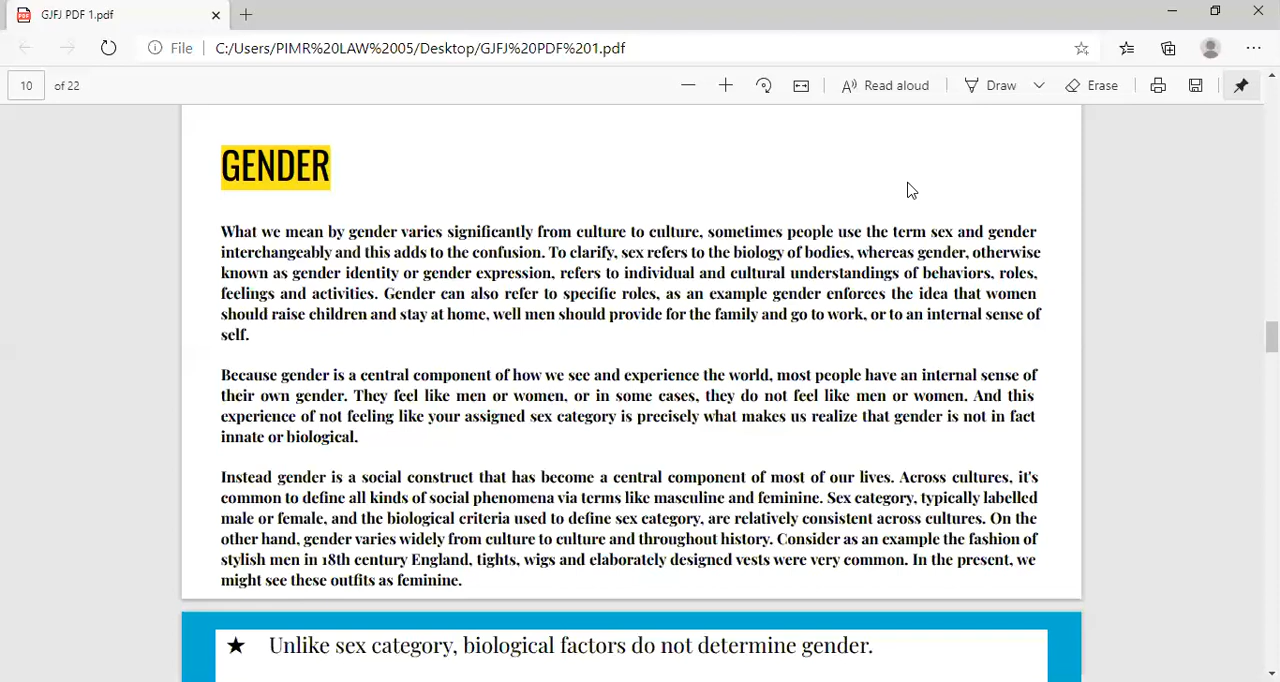 GJFJ PDF 1.pdf
File C:/Users/PIMR%20LAW%2005/Desktop/GJFJ%20PDF%201.pdf
10 of 22 Read aloud Draw Erase
GENDER
What we mean by gender varies significantly from culture to culture, sometimes people use the term sex and gender
interchangeably and this adds to the confusion. To clarify, sex refers to the biology of bodies, whereas gender, otherwise
known as gender identity or gender expression, refers to individual and cultural understandings of behaviors, roles,
feelings and activities. Gender can also refer to specific roles, as an example gender enforces the idea that women
should raise children and stay at home, well men should provide for the family and go to work, or to an internal sense of
self.
Because gender is a central component of how we see and experience the world, most people have an internal sense of
their own gender. They feel like men or women, or in some cases, they do not feel like men or women. And this
experience of not feeling like your assigned sex category is precisely what makes us realize that gender is not in fact
innate or biological.
Instead gender is a social construct that has become a central component of most of our lives. Across cultures, it's
common to define all kinds of social phenomena via terms like masculine and feminine. Sex category, typically labelled
male or female, and the biological criteria used to define sex category, are relatively consistent across cultures. On the
other hand, gender varies widely from culture to culture and throughout history. Consider as an example the fashion of
stylish men in 18th century England, tights, wigs and elaborately designed vests were very common. In the present, we
might see these outfits as feminine.
★ Unlike sex category, biological factors do not determine gender.